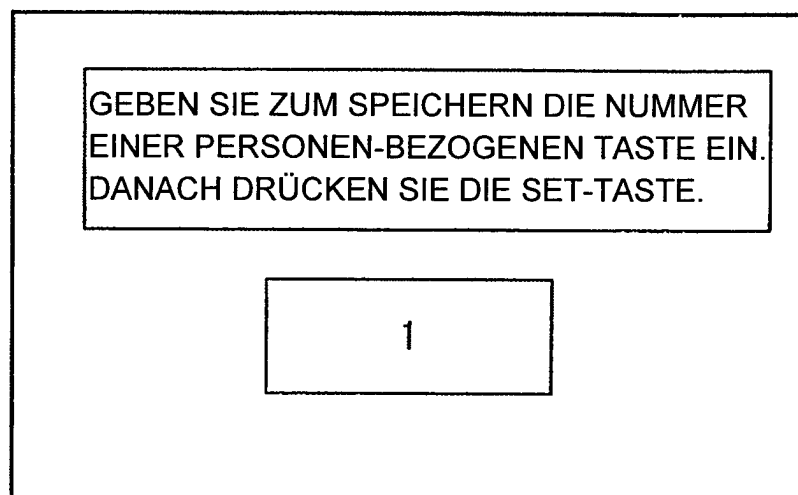 GEBEN SIE ZUM SPEICHERN DIE NUMMER
EINER PERSONEN-BEZOGENEN TASTE EIN.
DANACH DRÜCKEN SIE DIE SET-TASTE.
1